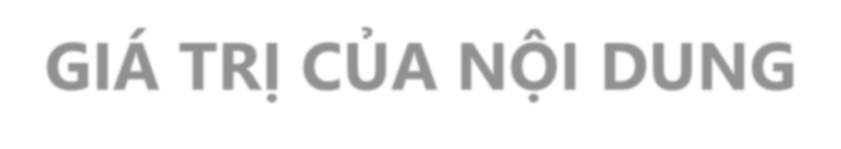 GIÁ TRỊ CỦA NỘI DUNG